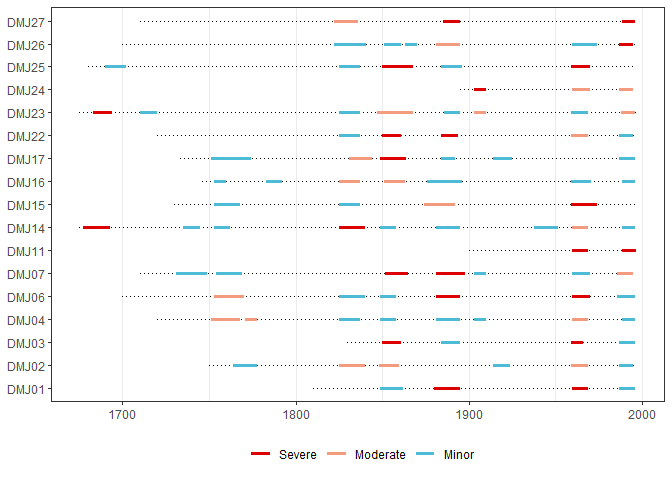 DMJ27
DMJ26
DMJ25
DMJ24
DMJ23
DMJ22
DMJ17
DMJ16
DMJ15
DMJ14
DMJ11
DMJ07
DMJ06
DMJ04
DMJ03
DMJ02
DMJ01
1700 1800 1900 2000
Severe Moderate Minor